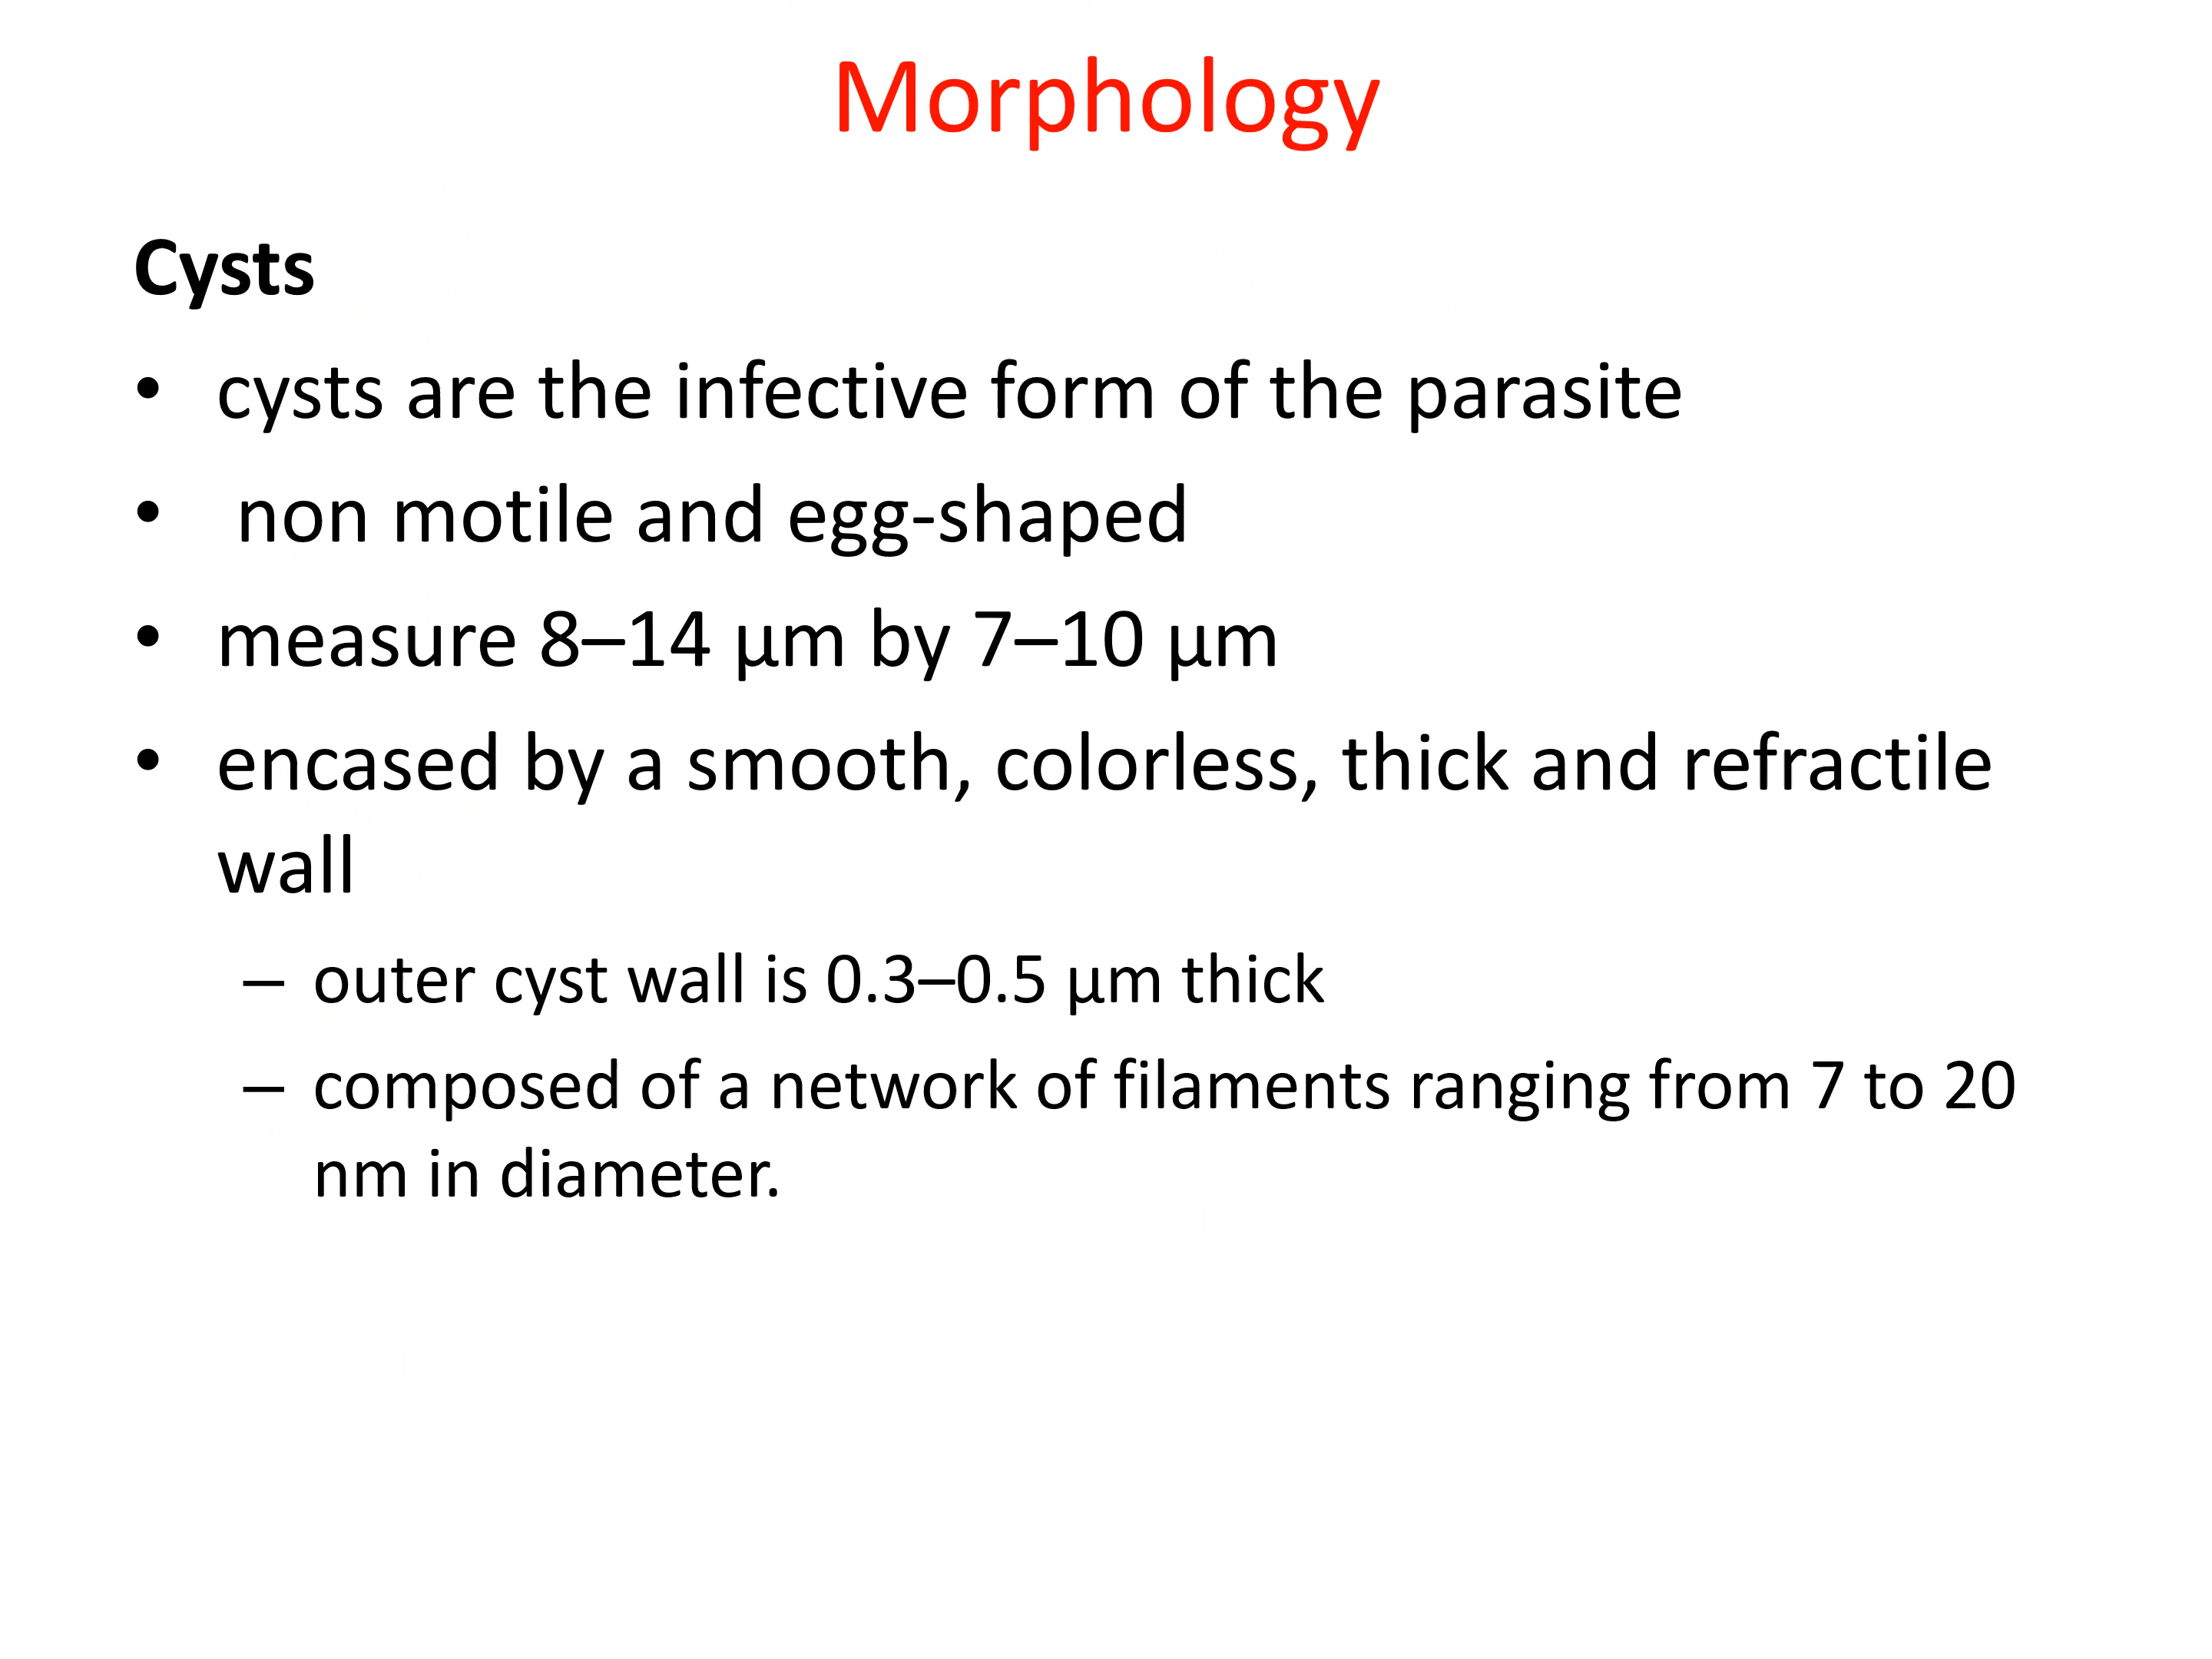 Morphology
Cysts
• cysts are the infective form of the parasite
• non motile and egg-shaped
• measure 8–14 µm by 7–10 µm
• encased by a smooth, colorless, thick and refractile
wall
– outer cyst wall is 0.3–0.5 µm thick
– composed of a network of filaments ranging from 7 to 20
nm in diameter.